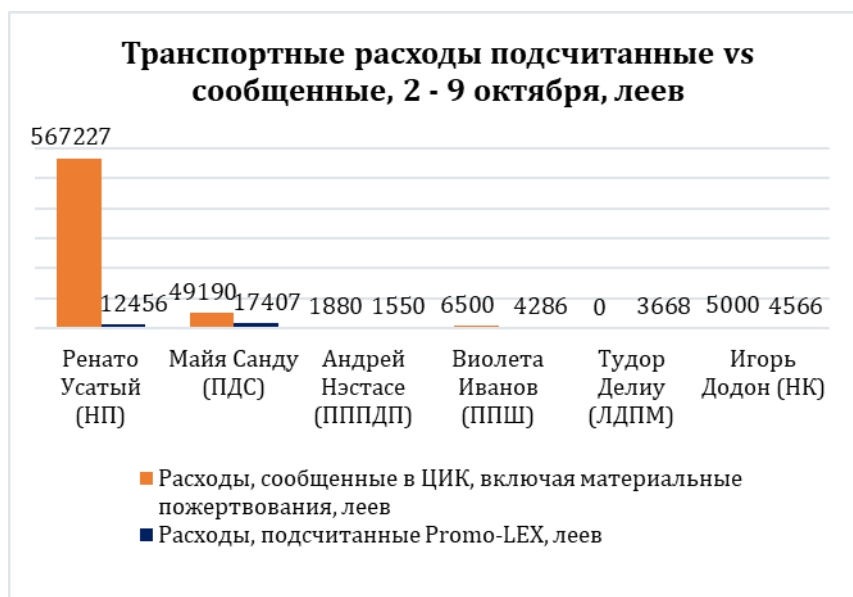 Транспортные расходы подсчитанные vs
сообщенные, 2 - 9 октября, леев
567227
12456
49190
17407
1880
1550
6500
4286
0
3668
5000
4566
Ренато
Усатый
(НП)
Майя Санду
(ПДС)
Андрей
Нэстасе
(ПППДП)
Виолета
Иванов
(ППШ)
Тудор
Делиу
(ЛДПМ)
Игорь
Додон (НК)
Расходы, сообщенные в ЦИК, включая материальные
пожертвования, леев
Расходы, подсчитанные Promo-LEX, леев